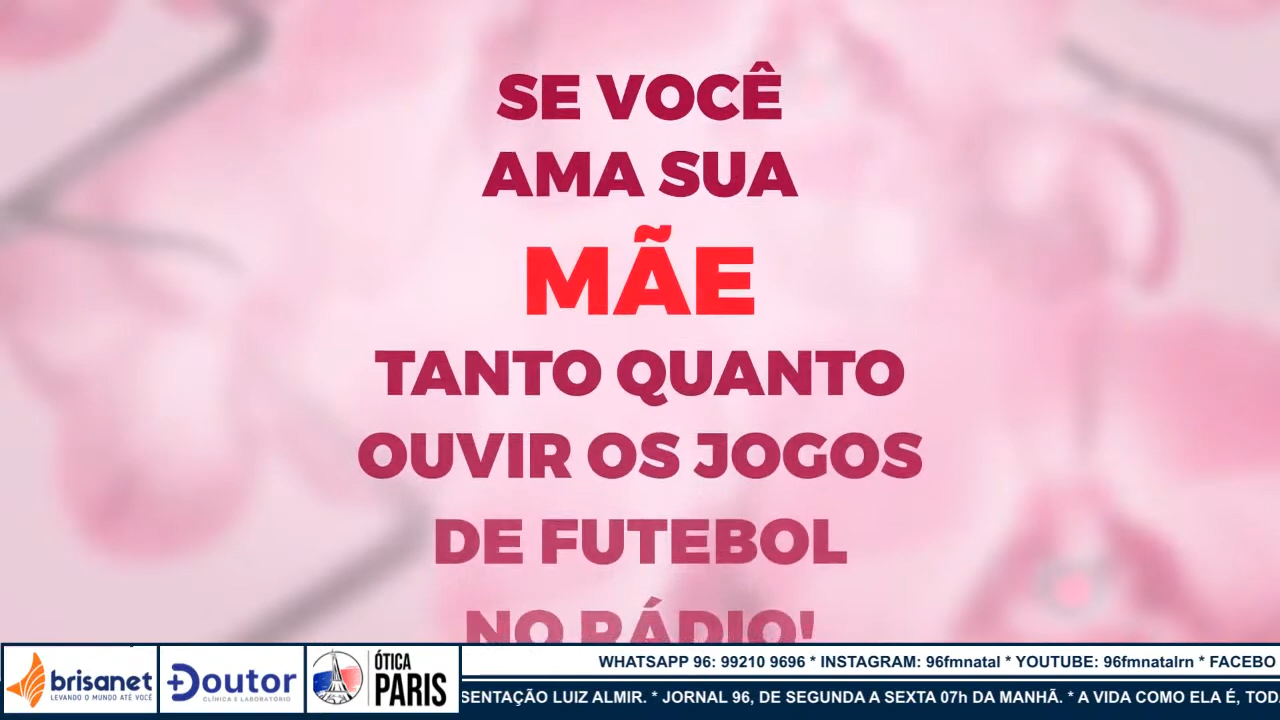 SE VOCÊ
AMA SUA
MÃE
TANTO QUANTO
OUVIR OS JOGOS
DE FUTEBOL
NO RÁDIO!
brisanet
LEVANDO O MUNDO ATÉ VOCÊ
+Doutor
CLÍNICA E LABORATÓRIO
ÓTICA
PARIS
WHATSAPP 96: 99210 9696 * INSTAGRAM: 96fmnatal * YOUTUBE: 96fmnatalrn * FACEBO
SENTAÇÃO LUIZ ALMIR. * JORNAL 96, DE SEGUNDA A SEXTA 07h DA MANHÃ. * A VIDA COMO ELA É, TOD